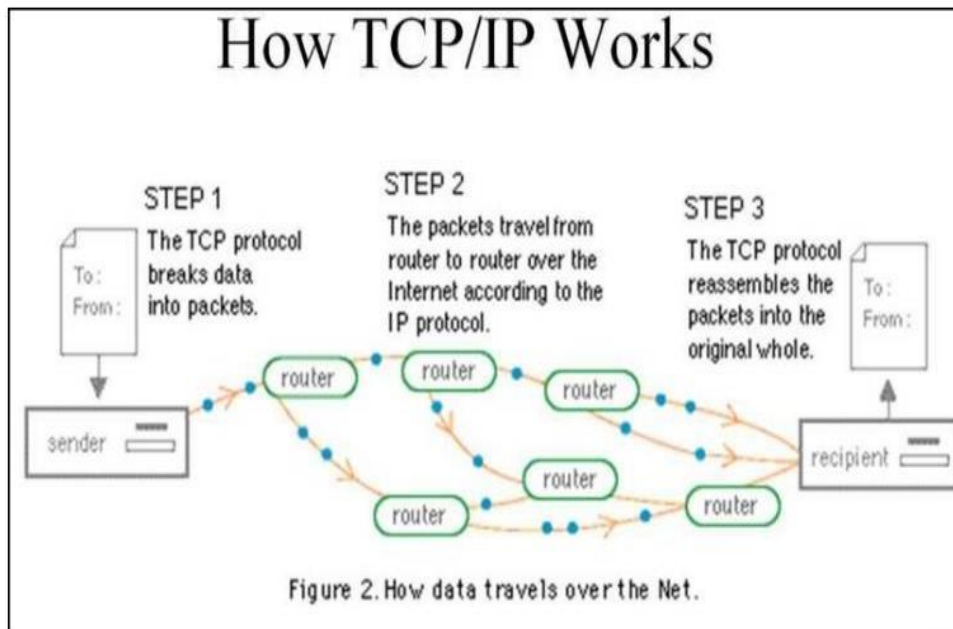 How TCP/IP Works
STEP 1
The TCP protocol
breaks data
into packets.
STEP 2
The packets travel from
router to router over the
Internet according to the
IP protocol.
STEP 3
The TCP protocol
reassembles the
packets into the
original whole.
To:
From:
To:
From:
sender
router
router
router
router
router
router
recipient
Figure 2. How data travels over the Net.